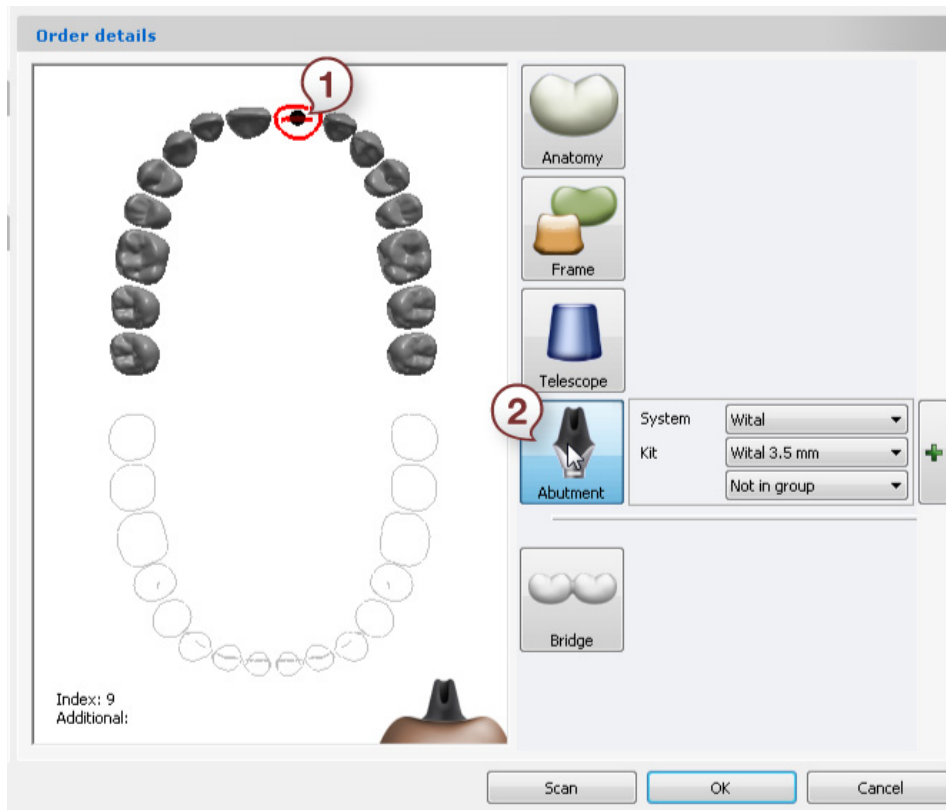 Order details
1
Anatomy
Frame
Telescope
2
Abutment
System
Wital
Kit
Wital 3.5 mm
Not in group
Bridge
Index: 9
Additional:
Scan
OK
Cancel